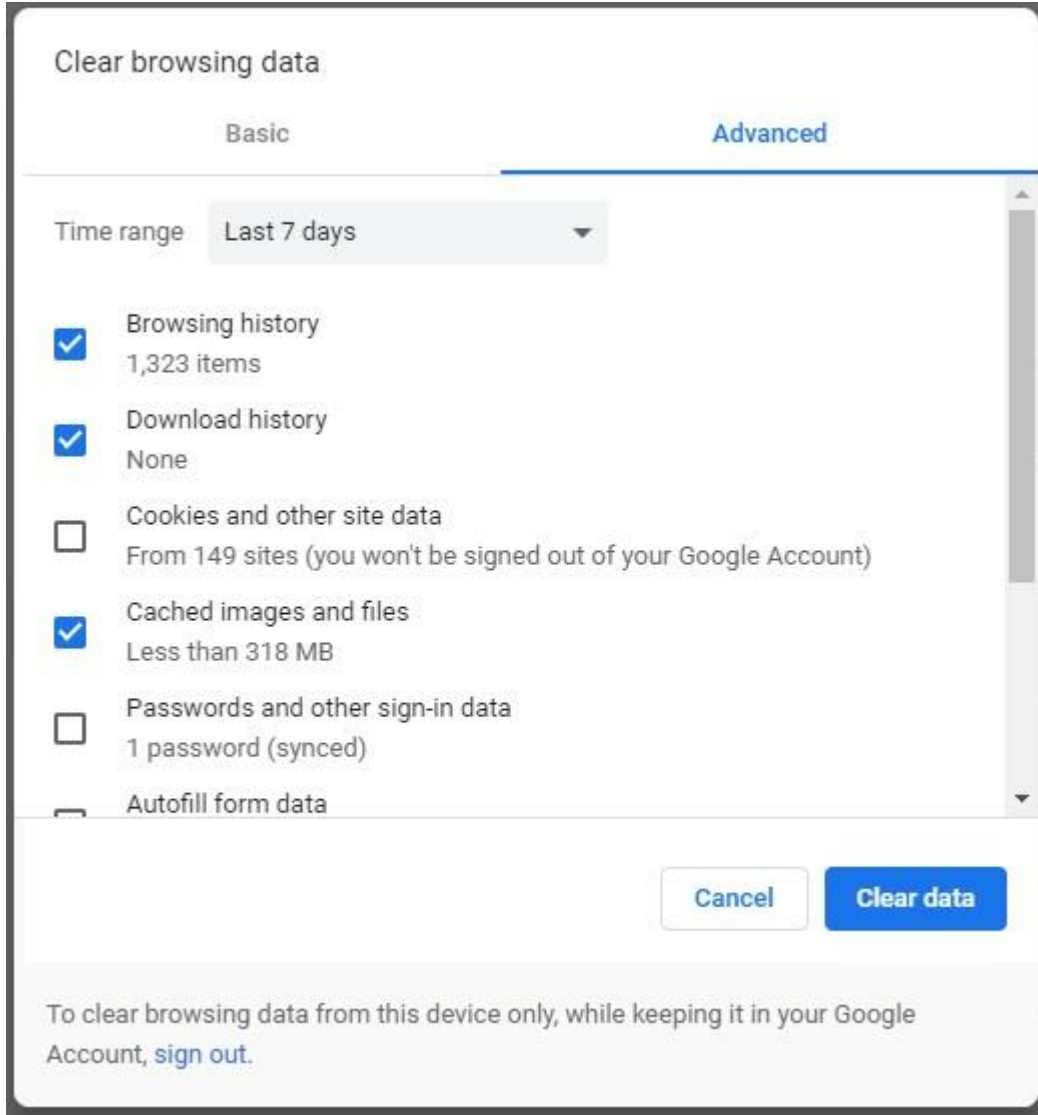 Clear browsing data
Basic
Advanced
Time range
Last 7 days
Browsing history
1,323 items
Download history
None
Cookies and other site data
From 149 sites (you won't be signed out of your Google Account)
Cached images and files
Less than 318 MB
Passwords and other sign-in data
1 password (synced)
Autofill form data
Cancel
Clear data
To clear browsing data from this device only, while keeping it in your Google
Account, sign out.